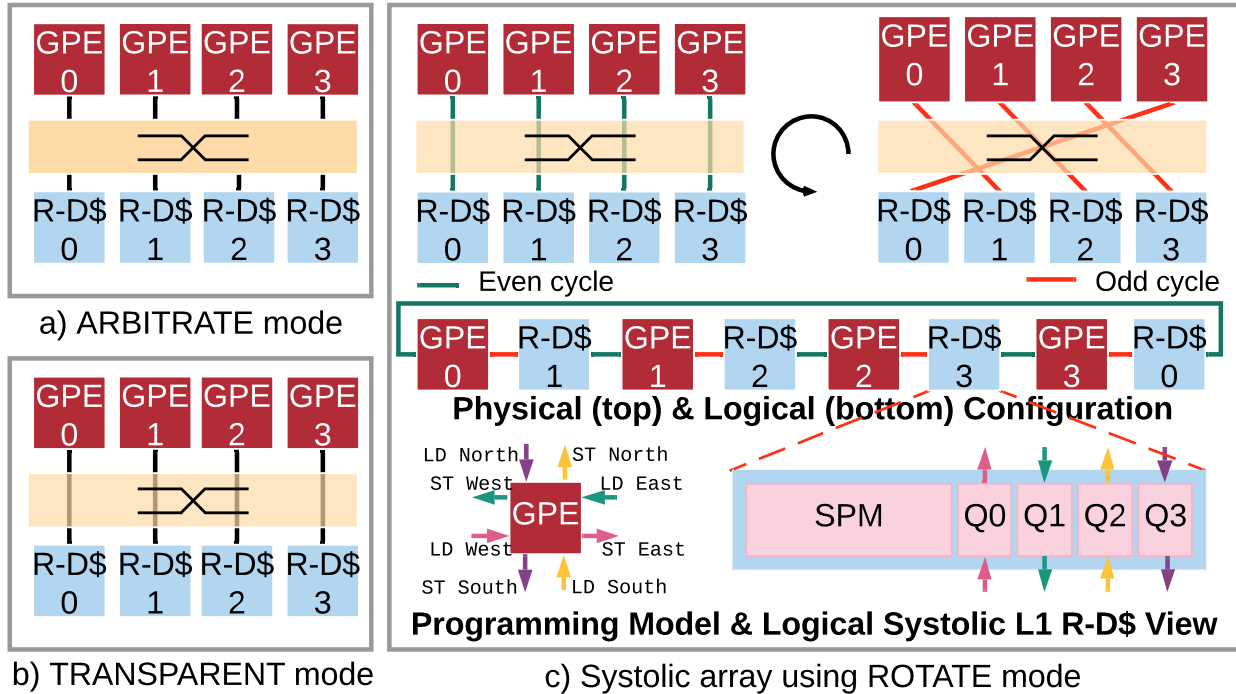 GPE 0
GPE 1
GPE 2
GPE 3
R-D$ 0
R-D$ 1
R-D$ 2
R-D$ 3
a) ARBITRATE mode
GPE 0
GPE 1
GPE 2
GPE 3
R-D$ 0
R-D$ 1
R-D$ 2
R-D$ 3
b) TRANSPARENT mode
GPE 0
GPE 1
GPE 2
GPE 3
R-D$ 0
R-D$ 1
R-D$ 2
R-D$ 3
Even cycle
GPE 0
GPE 1
GPE 2
GPE 3
R-D$ 0
R-D$ 1
R-D$ 2
R-D$ 3
Odd cycle
GPE 0
R-D$ 1
GPE 1
R-D$ 2
GPE 2
R-D$ 3
GPE 3
R-D$ 0
Physical (top) & Logical (bottom) Configuration
LD North
ST North
ST West
LD East
GPE
LD West
ST East
ST South
LD South
SPM
Q0
Q1
Q2
Q3
Programming Model & Logical Systolic L1 R-D$ View
c) Systolic array using ROTATE mode